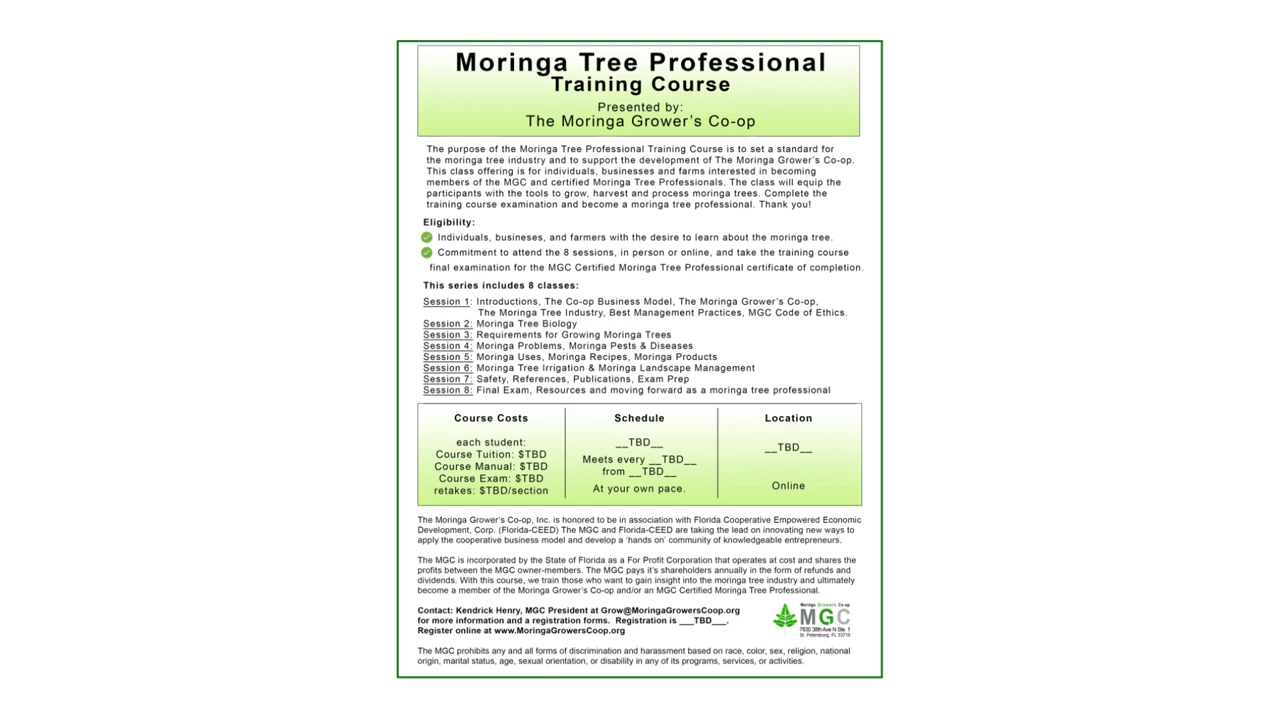 Moringa Tree Professional
Training Course
Presented by:
The Moringa Grower’s Co-op
The purpose of the Moringa Tree Professional Training Course is to set a standard for
the moringa tree industry and to support the development of The Moringa Grower’s Co-op.
This class offering is for individuals, businesses and farms interested in becoming
members of the MGC and certified Moringa Tree Professionals. The class will equip the
participants with the tools to grow, harvest and process moringa trees. Complete the
training course examination and become a moringa tree professional. Thank you!
Eligibility:
Individuals, busineses, and farmers with the desire to learn about the moringa tree.
Commitment to attend the 8 sessions, in person or online, and take the training course
final examination for the MGC Certified Moringa Tree Professional certificate of completion.
This series includes 8 classes:
Session 1: Introductions, The Co-op Business Model, The Moringa Grower’s Co-op,
The Moringa Tree Industry, Best Management Practices, MGC Code of Ethics.
Session 2: Moringa Tree Biology
Session 3: Requirements for Growing Moringa Trees
Session 4: Moringa Problems, Moringa Pests & Diseases
Session 5: Moringa Uses, Moringa Recipes, Moringa Products
Session 6: Moringa Tree Irrigation & Moringa Landscape Management
Session 7: Safety, References, Publications, Exam Prep
Session 8: Final Exam, Resources and moving forward as a moringa tree professional
Course Costs
each student:
Course Tuition: $TBD
Course Manual: $TBD
Course Exam: $TBD
retakes: $TBD/section
Schedule
__TBD__
Meets every __TBD__
from __TBD__
At your own pace.
Location
__TBD__
Online
The Moringa Grower’s Co-op, Inc. is honored to be in association with Florida Cooperative Empowered Economic
Development, Corp. (Florida-CEED) The MGC and Florida-CEED are taking the lead on innovating new ways to
apply the cooperative business model and develop a ‘hands on’ community of knowledgeable entrepreneurs.
The MGC is incorporated by the State of Florida as a For Profit Corporation that operates at cost and shares the
profits between the MGC owner-members. The MGC pays it’s shareholders annually in the form of refunds and
dividends. With this course, we train those who want to gain insight into the moringa tree industry and ultimately
become a member of the Moringa Grower’s Co-op and/or an MGC Certified Moringa Tree Professional.
Contact: Kendrick Henry, MGC President at Grow@MoringaGrowersCoop.org
for more information and a registration forms. Registration is ___TBD___.
Register online at www.MoringaGrowersCoop.org
Moringa Grower's Co-op
MGC
7830 38th Ave N Ste. 1
St. Petersburg, FL 33710
The MGC prohibits any and all forms of discrimination and harassment based on race, color, sex, religion, national
origin, marital status, age, sexual orientation, or disability in any of its programs, services, or activities.